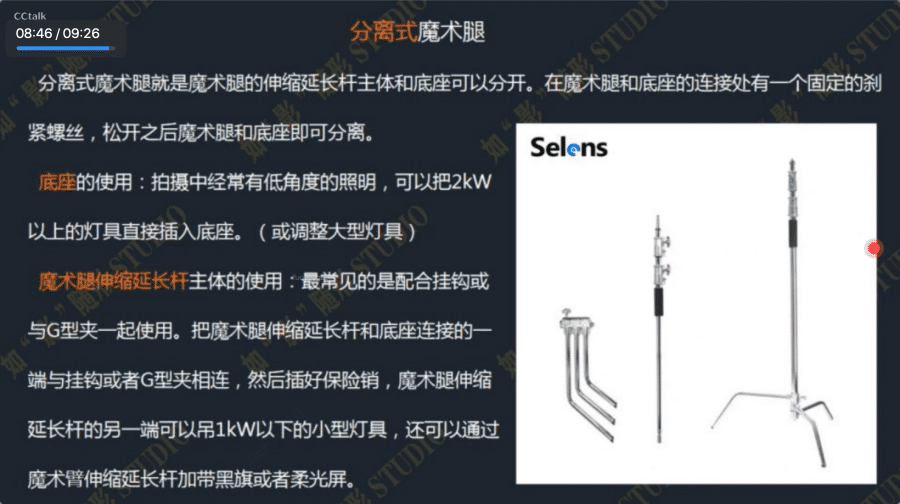 CCtalk
08:46 / 09:26
分离式魔术腿
分离式魔术腿就是魔术腿的伸缩延长杆主体和底座可以分开。在魔术腿和底座的连接处有一个固定的刹
紧螺丝，松开之后魔术腿和底座即可分离。
底座的使用：拍摄中经常有低角度的照明，可以把2kW
以上的灯具直接插入底座。（或调整大型灯具）
魔术腿伸缩延长杆主体的使用：最常见的是配合挂钩或
与G型夹一起使用。把魔术腿伸缩延长杆和底座连接的一
端与挂钩或者G型夹相连，然后插好保险销，魔术腿伸缩
延长杆的另一端可以吊1kW以下的小型灯具，还可以通过
魔术臂伸缩延长杆加带黑旗或者柔光屏。
Selens
如“影”随影 STUDIO